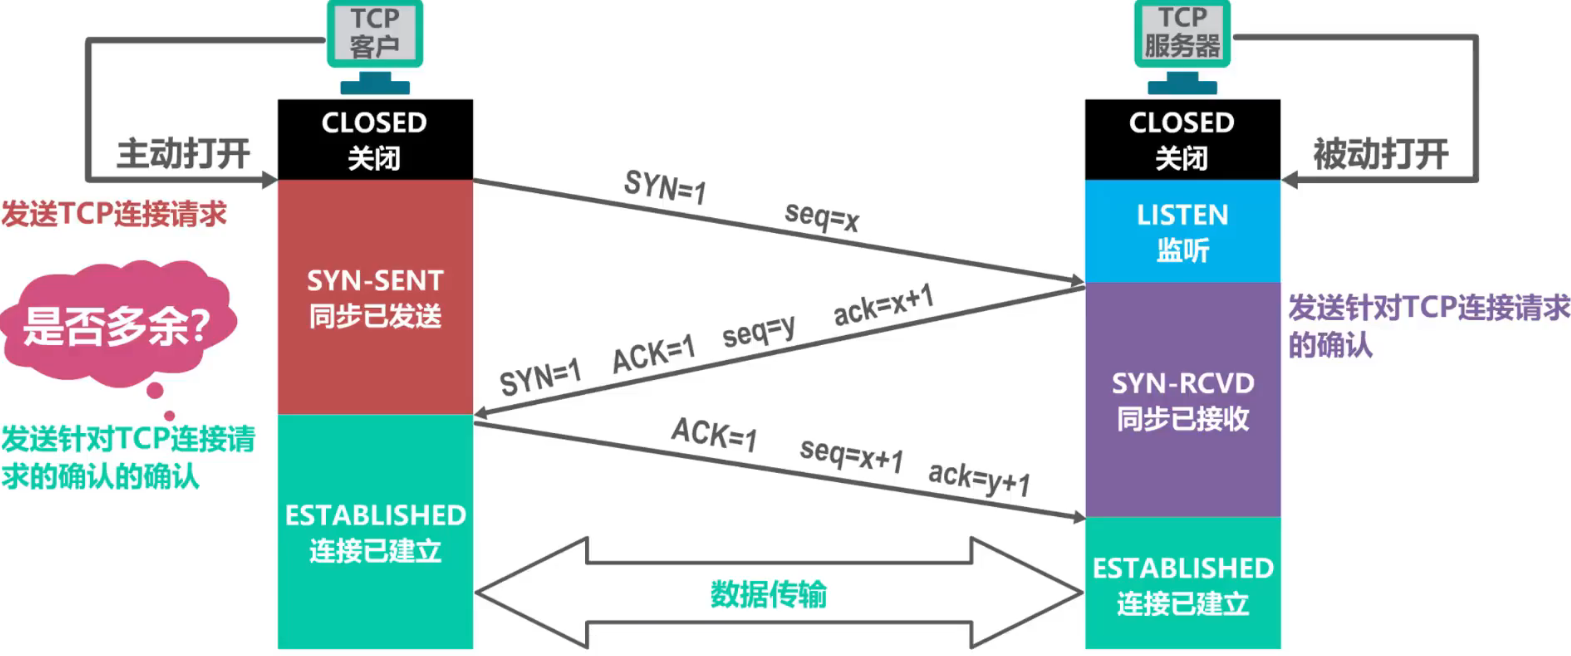 TCP
客户
TCP
服务器
CLOSED
关闭
CLOSED
关闭
主动打开
被动打开
发送TCP连接请求
SYN=1 seq=x
LISTEN
监听
SYN-SENT
同步已发送
是否多余?
SYN=1 ACK=1 seq=y ack=x+1
发送针对TCP连接请求
的确认
SYN-RCVD
同步已接收
发送针对TCP连接请
求的确认的确认
ACK=1 seq=x+1 ack=y+1
ESTABLISHED
连接已建立
数据传输
ESTABLISHED
连接已建立